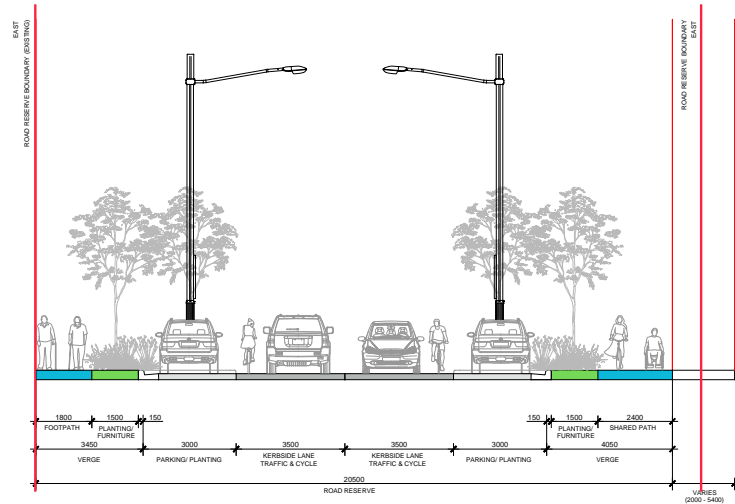 EAST
ROAD RESERVE BOUNDARY (EXISTING)
ROAD RESERVE BOUNDARY
EAST
1800
1500
150
150
1500
2400
FOOTPATH
PLANTING/
FURNITURE
PLANTING/
FURNITURE
SHARED PATH
3450
3000
3500
3500
3000
4050
VERGE
PARKING/ PLANTING
KERBSIDE LANE
TRAFFIC & CYCLE
KERBSIDE LANE
TRAFFIC & CYCLE
PARKING/ PLANTING
VERGE
20500
ROAD RESERVE
VARIES
(2000 - 5400)